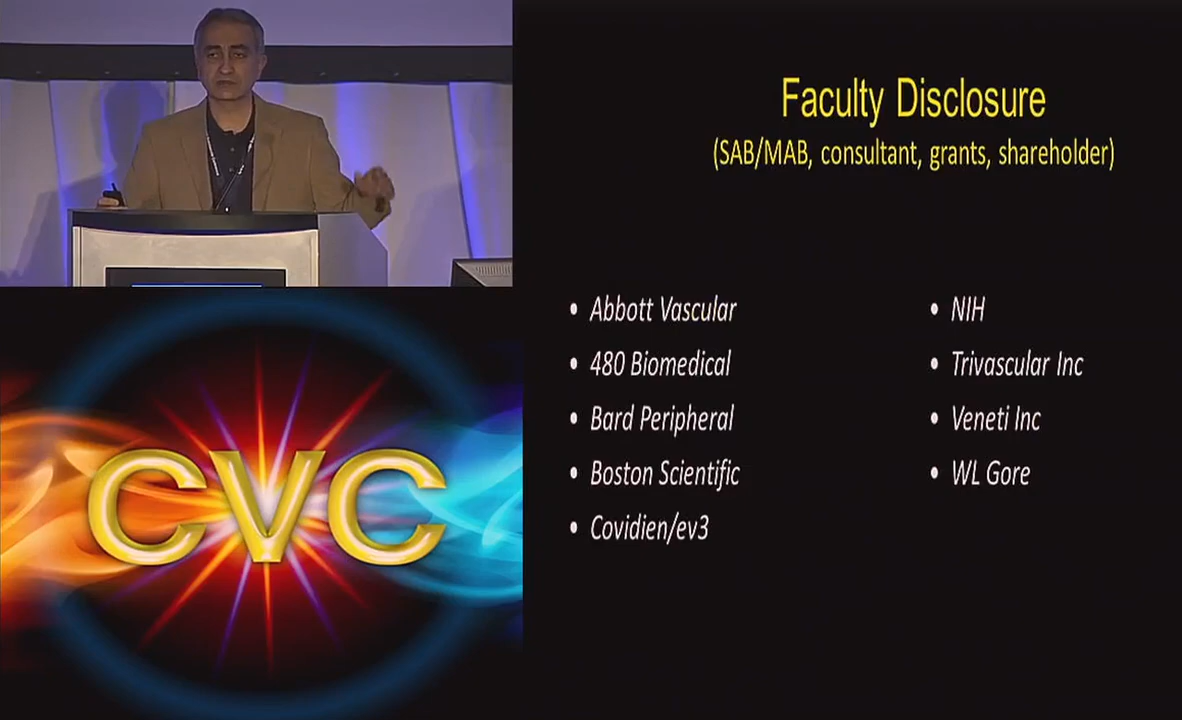 Faculty Disclosure
(SAB/MAB, consultant, grants, shareholder)
• Abbott Vascular
• 480 Biomedical
• Bard Peripheral
• Boston Scientific
• Covidien/ev3
• NIH
• Trivascular Inc
• Veneti Inc
• WL Gore
CVC